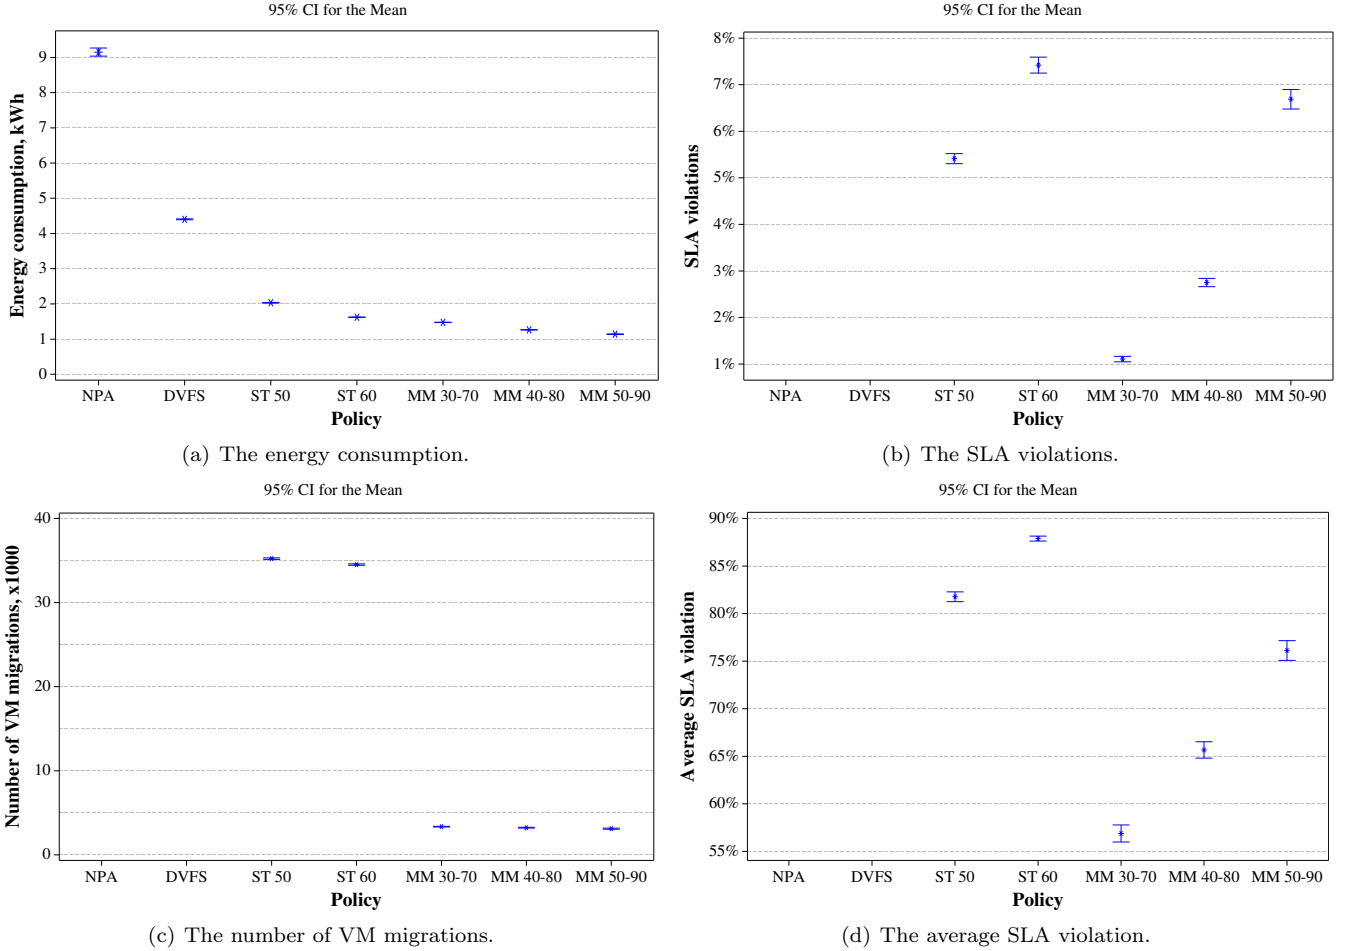 95% CI for the Mean
Energy consumption, kWh
9
8
7
6
5
4
3
2
1
0
NPA DVFS ST 50 ST 60 MM 30-70 MM 40-80 MM 50-90
Policy
(a) The energy consumption.
95% CI for the Mean
SLA violations
8%
7%
6%
5%
4%
3%
2%
1%
NPA DVFS ST 50 ST 60 MM 30-70 MM 40-80 MM 50-90
Policy
(b) The SLA violations.
95% CI for the Mean
Number of VM migrations, x1000
40
30
20
10
0
NPA DVFS ST 50 ST 60 MM 30-70 MM 40-80 MM 50-90
Policy
(c) The number of VM migrations.
95% CI for the Mean
Average SLA violation
90%
85%
80%
75%
70%
65%
60%
55%
NPA DVFS ST 50 ST 60 MM 30-70 MM 40-80 MM 50-90
Policy
(d) The average SLA violation.